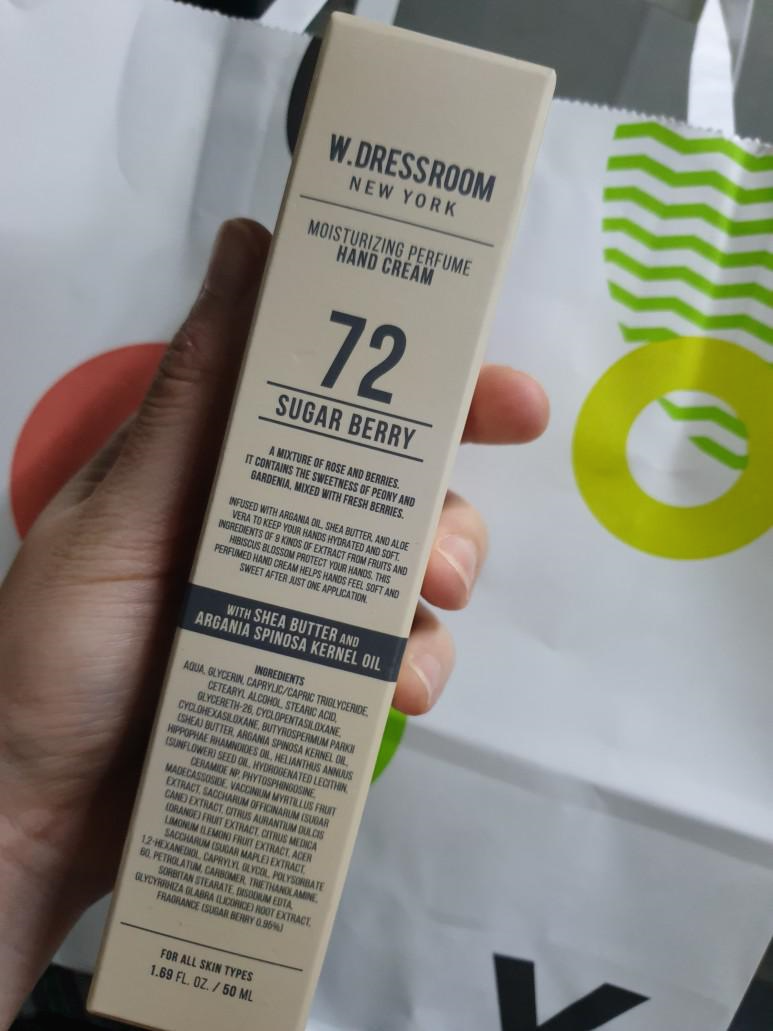 W.DRESSROOM
NEW YORK
MOISTURIZING PERFUME
HAND CREAM
72
SUGAR BERRY
A MIXTURE OF ROSE AND BERRIES.
IT CONTAINS THE SWEETNESS OF PEONY AND
GARDENIA, MIXED WITH FRESH BERRIES.
INFUSED WITH ARGANIA OIL, SHEA BUTTER, AND ALOE
VERA TO KEEP YOUR HANDS HYDRATED AND SOFT.
INGREDIENTS OF 9 KINDS OF EXTRACT FROM FRUITS AND
HIBISCUS BLOSSOM PROTECT YOUR HANDS. THIS
PERFUMED HAND CREAM HELPS HANDS FEEL SOFT AND
SWEET AFTER JUST ONE APPLICATION.
WITH SHEA BUTTER AND
ARGANIA SPINOSA KERNEL OIL
INGREDIENTS
AQUA, GLYCERIN, CAPRYLIC/CAPRIC TRIGLYCERIDE,
CETEARYL ALCOHOL, STEARIC ACID,
GLYCERETH-26, CYCLOPENTASILOXANE,
CYCLOHEXASILOXANE, BUTYROSPERMUM PARKII
(SHEA) BUTTER, ARGANIA SPINOSA KERNEL OIL,
HIPPOPHAE RHAMNOIDES OIL, HELIANTHUS ANNUUS
(SUNFLOWER) SEED OIL, HYDROGENATED LECITHIN,
CERAMIDE NP, PHYTOSPHINGOSINE,
MADECASSOSIDE, VACCINIUM MYRTILLUS FRUIT
EXTRACT, SACCHARUM OFFICINARUM (SUGAR
CANE) EXTRACT, CITRUS AURANTIUM DULCIS
(ORANGE) FRUIT EXTRACT, CITRUS MEDICA
LIMONUM (LEMON) FRUIT EXTRACT, ACER
SACCHARUM (SUGAR MAPLE) EXTRACT,
1,2-HEXANEDIOL, CAPRYLYL GLYCOL, POLYSORBATE
60, PETROLATUM, CARBOMER, TRIETHANOLAMINE,
SORBITAN STEARATE, DISODIUM EDTA,
GLYCYRRHIZA GLABRA (LICORICE) ROOT EXTRACT,
FRAGRANCE (SUGAR BERRY 0.95%)
FOR ALL SKIN TYPES
1.69 FL. OZ. / 50 ML